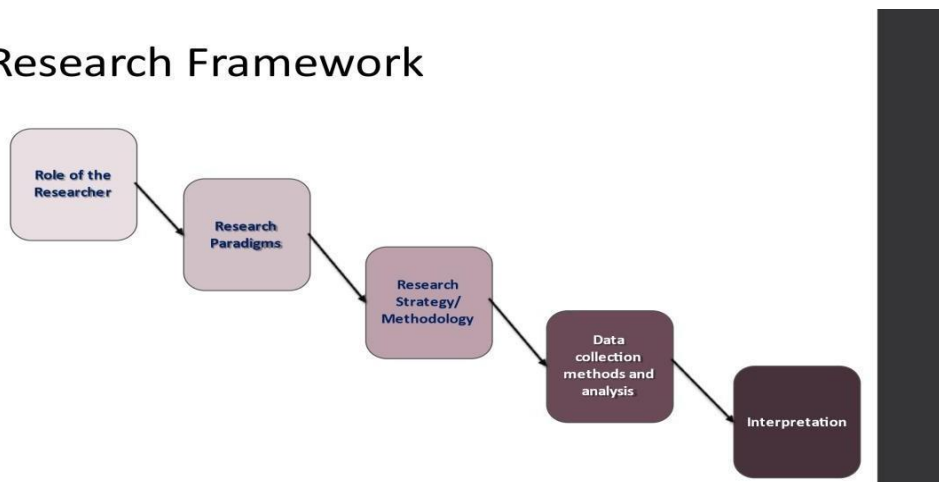 Research Framework
Role of the
Researcher
Research
Paradigms
Research
Strategy/
Methodology
Data
collection
methods and
analysis
Interpretation